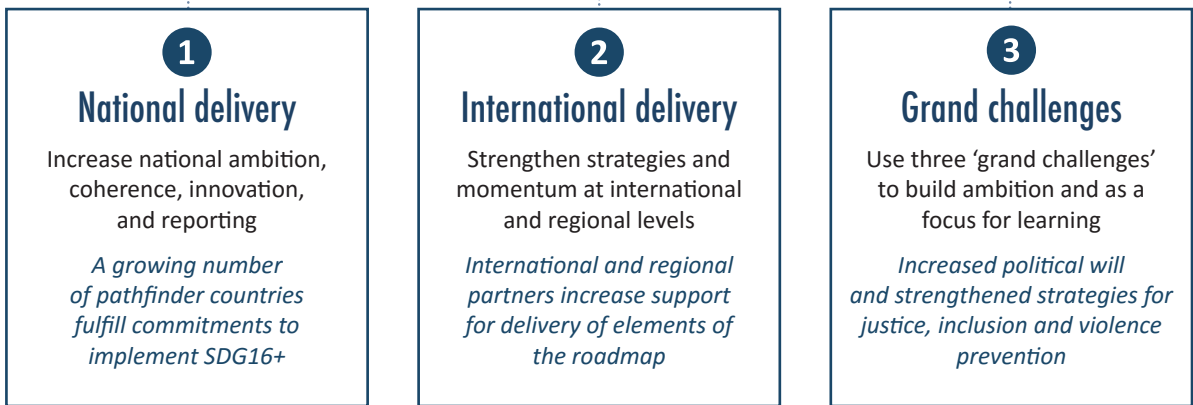 1
National delivery
Increase national ambition,
coherence, innovation,
and reporting
A growing number
of pathfinder countries
fulfill commitments to
implement SDG16+
2
International delivery
Strengthen strategies and
momentum at international
and regional levels
International and regional
partners increase support
for delivery of elements of
the roadmap
3
Grand challenges
Use three ‘grand challenges’
to build ambition and as a
focus for learning
Increased political will
and strengthened strategies for
justice, inclusion and violence
prevention